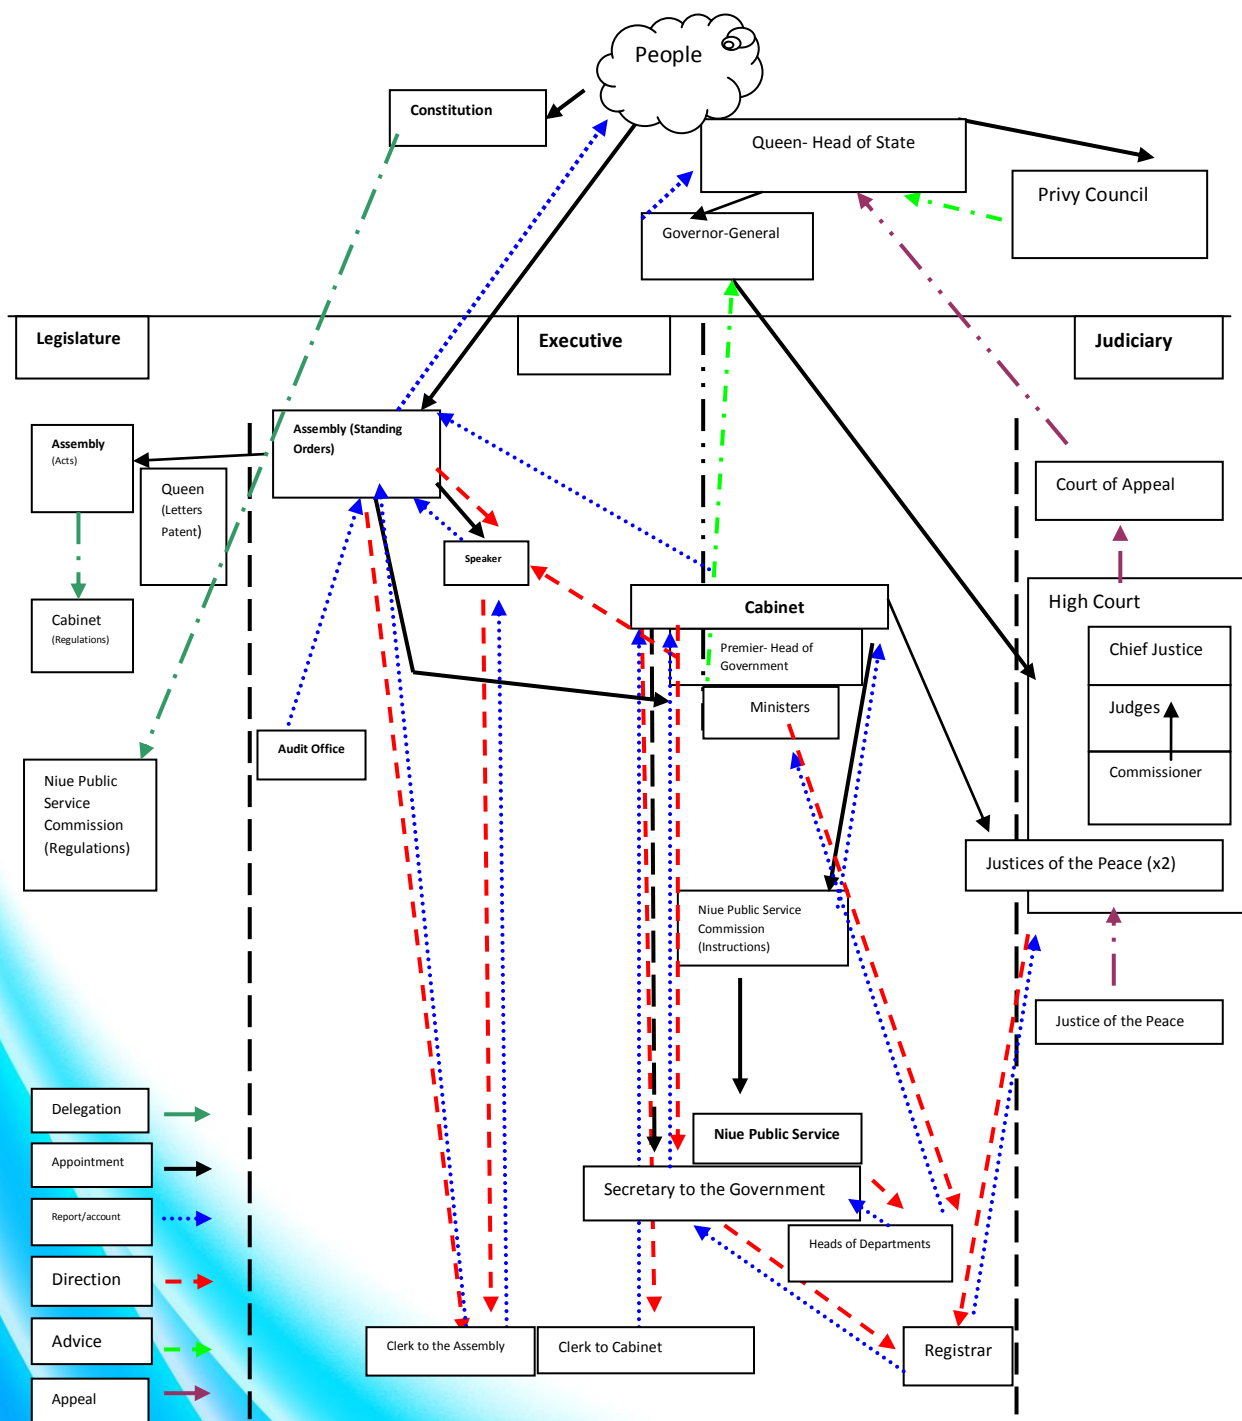 People
Constitution
Queen- Head of State
Privy Council
Governor-General
Legislature
Executive
Judiciary
Assembly (Standing
Orders)
Assembly
(Acts)
Queen
(Letters
Patent)
Court of Appeal
Speaker
Cabinet
(Regulations)
Cabinet
High Court
Premier- Head of
Government
Chief Justice
Ministers
Judges
Audit Office
Commissioner
Niue Public
Service
Commission
(Regulations)
Justices of the Peace (x2)
Niue Public Service
Commission
(Instructions)
Justice of the Peace
Delegation
Niue Public Service
Appointment
Secretary to the Government
Report/account
Heads of Departments
Direction
Advice
Clerk to the Assembly
Clerk to Cabinet
Registrar
Appeal